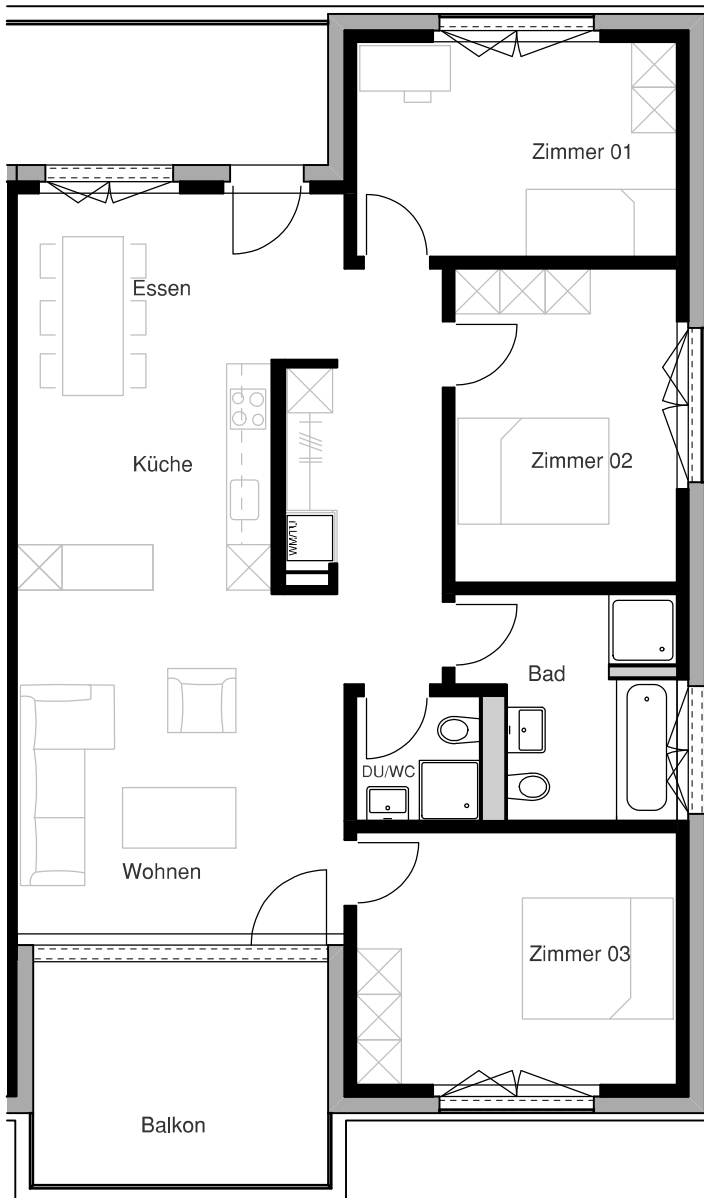 Zimmer 01
Essen
Küche
Zimmer 02
WM/TU
Bad
DU/WC
Wohnen
Zimmer 03
Balkon